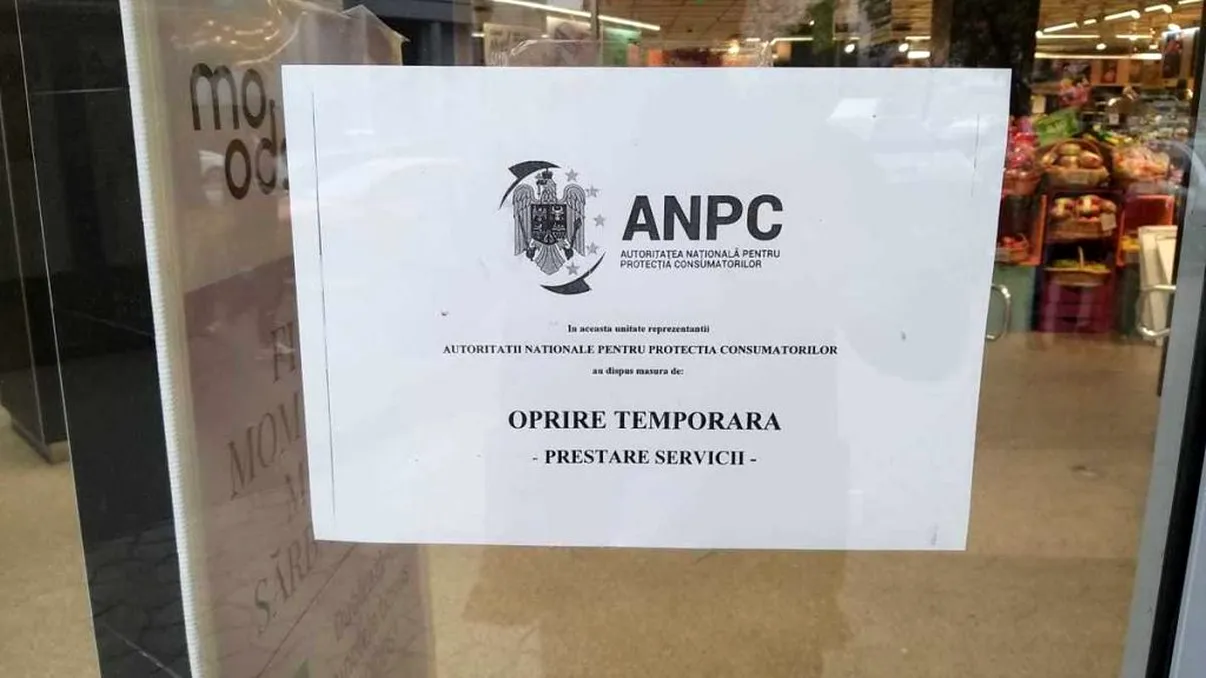 ANPC
AUTORITATEA NAȚIONALĂ PENTRU
PROTECȚIA CONSUMATORILOR
In aceasta unitate reprezentantii
AUTORITATII NATIONALE PENTRU PROTECTIA CONSUMATORILOR
au dispus masura de:
OPRIRE TEMPORARA
- PRESTARE SERVICII -